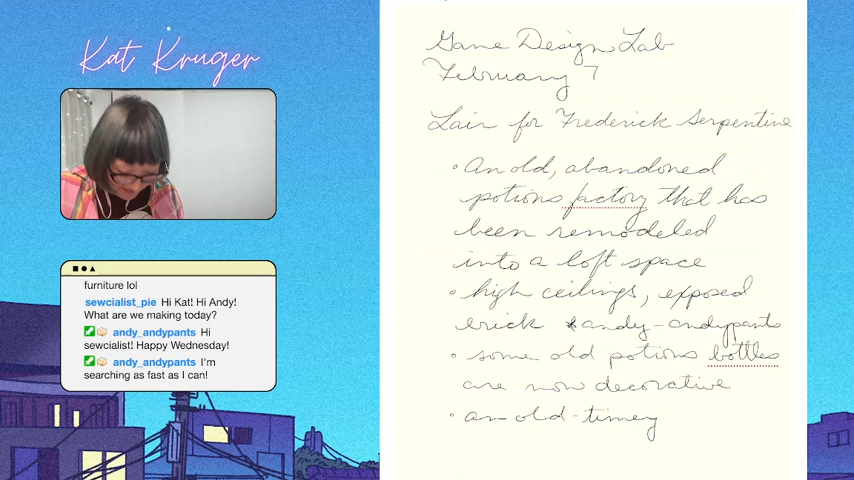 Kat Kruger
furniture lol
sewcialist_pie Hi Kat! Hi Andy!
What are we making today?
andy_andypants Hi
sewcialist! Happy Wednesday!
andy_andypants I'm
searching as fast as I can!
Game Design Lab
February 7
Lair for Frederick Serpentine
• An old, abandoned
potions factory that has
been remodeled
into a loft space
• high ceilings, exposed
brick *andy-andypants
• some old potions bottles
are now decorative
• an old-timey